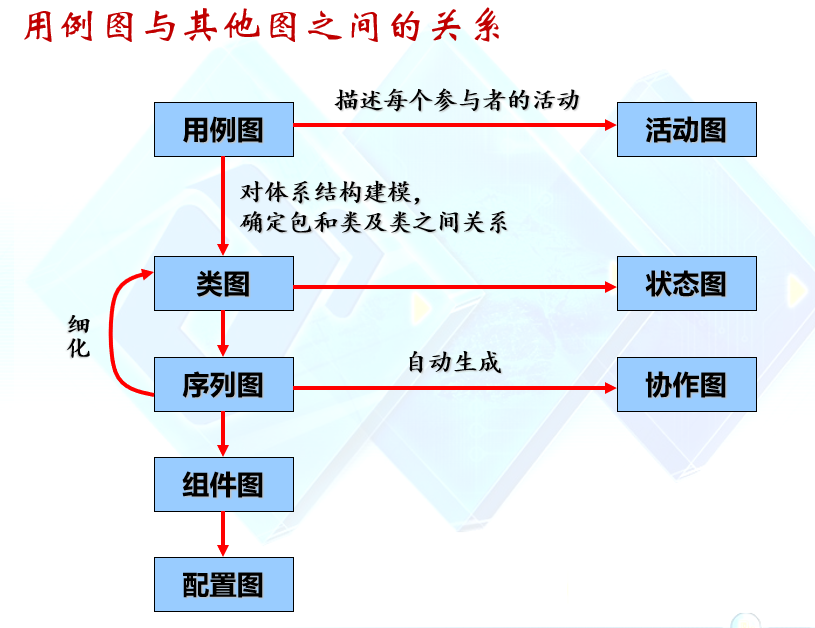 用例图与其他图之间的关系
描述每个参与者的活动
用例图
活动图
对体系结构建模，
确定包和类及类之间关系
类图
状态图
细
化
自动生成
序列图
协作图
组件图
配置图